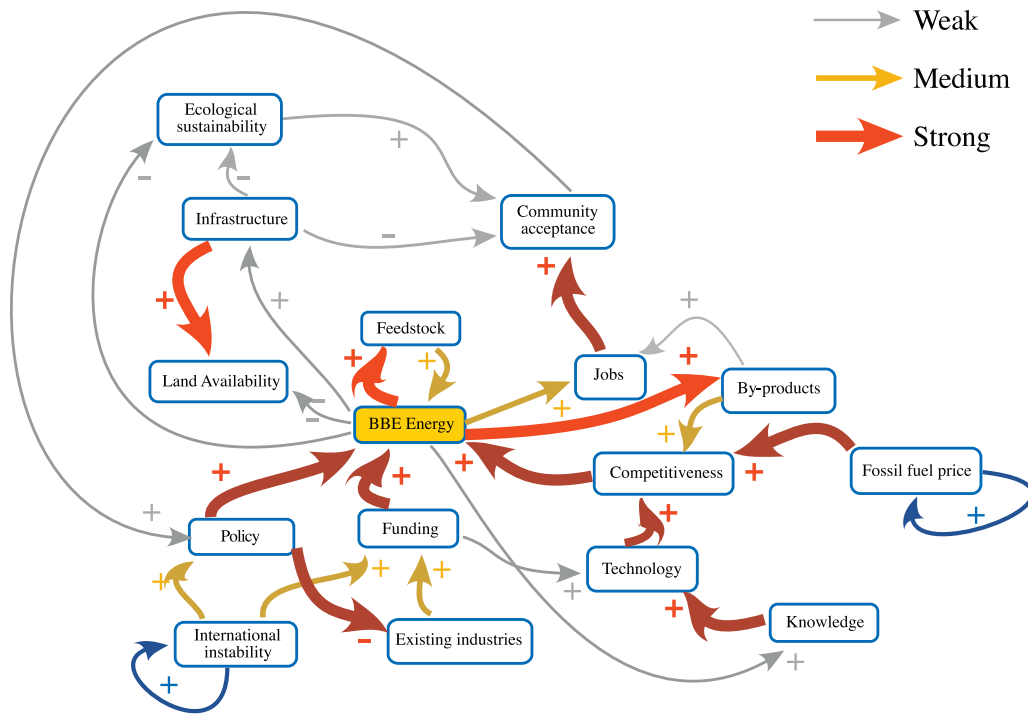 Weak
Medium
Strong
Ecological
sustainability
+
-
-
Infrastructure
Community
acceptance
-
+
+
+
Feedstock
+
+
+
+
Land Availability
Jobs
By-products
-
-
BBE Energy
+
+
+
+
+
+
Competitiveness
+
Fossil fuel price
+
+
+
Policy
Funding
+
+
+
Technology
+
+
Knowledge
International
instability
-
Existing industries
+
+